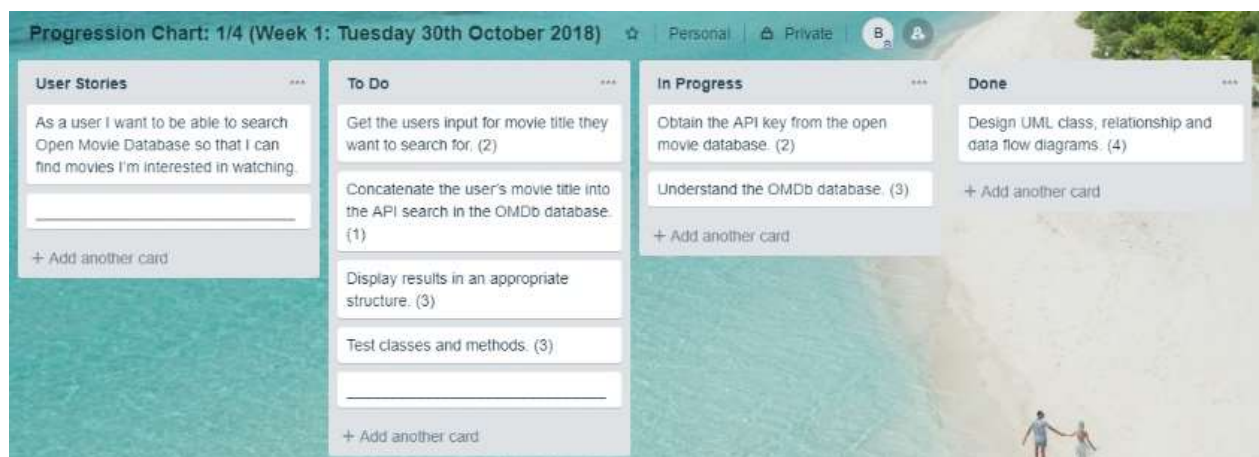 Progression Chart: 1/4 (Week 1: Tuesday 30th October 2018)
Personal
Private
B
User Stories
As a user I want to be able to search
Open Movie Database so that I can
find movies I'm interested in watching.
+ Add another card
To Do
Get the users input for movie title they
want to search for. (2)
Concatenate the user's movie title into
the API search in the OMDb database.
(1)
Display results in an appropriate
structure. (3)
Test classes and methods. (3)
+ Add another card
In Progress
Obtain the API key from the open
movie database. (2)
Understand the OMDb database. (3)
+ Add another card
Done
Design UML class, relationship and
data flow diagrams. (4)
+ Add another card